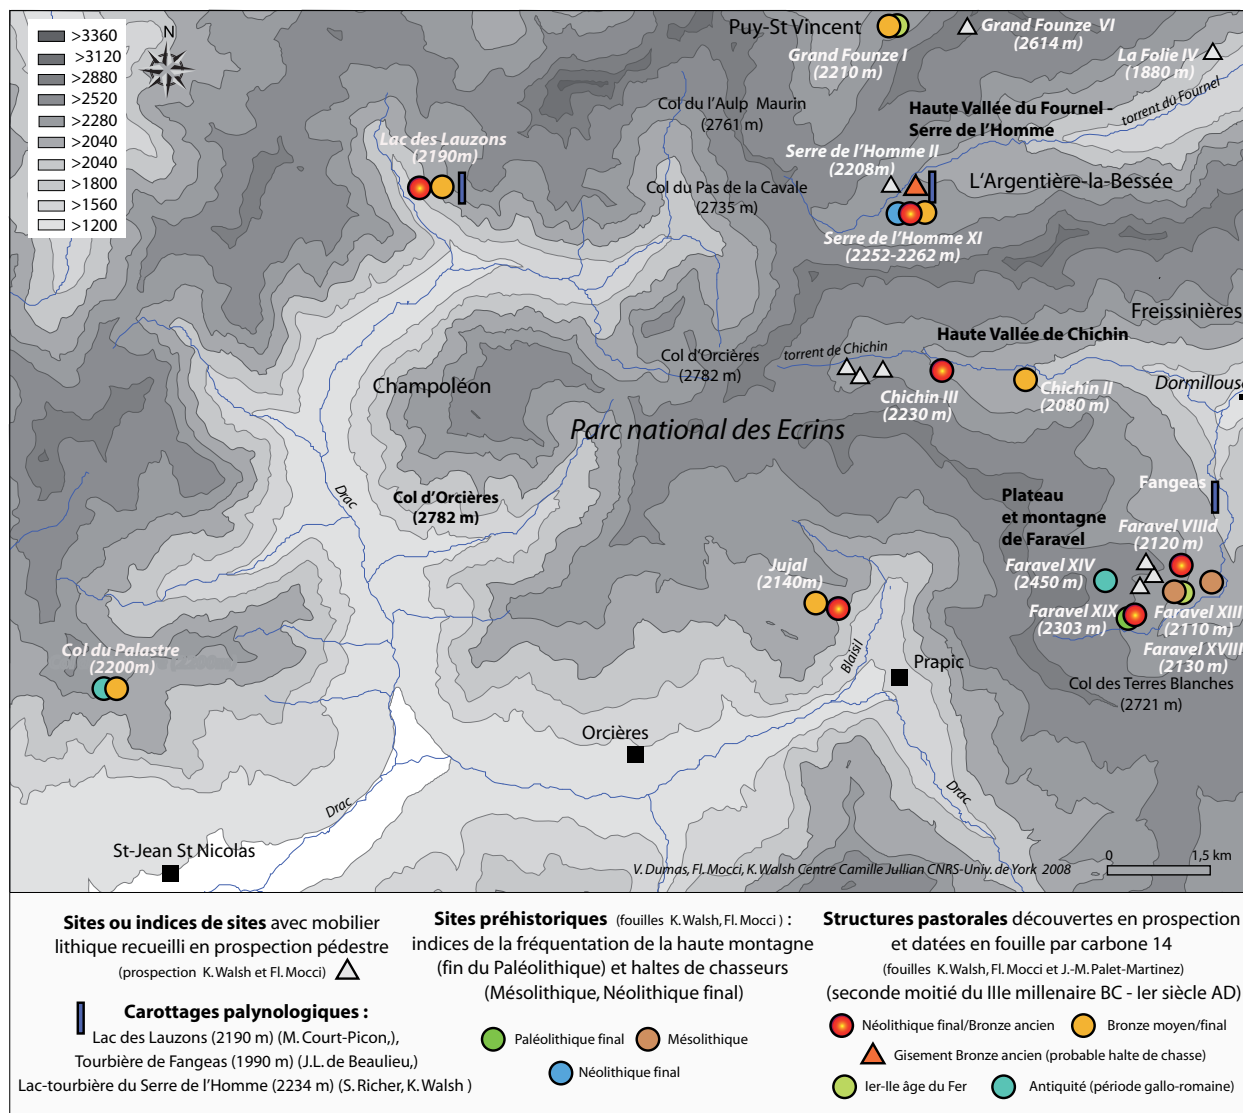 >3360
>3120
>2880
>2520
>2280
>2040
>2040
>1800
>1560
>1200
N
Puy-St Vincent
Grand Founze I
(2210 m)
Grand Founze VI
(2614 m)
La Folie IV
(1880 m)
torrent du Fournel
Col du l'Aulp Maurin
(2761 m)
Haute Vallée du Fournel -
Serre de l'Homme
Lac des Lauzons
(2190m)
Serre de l'Homme II
(2208m)
L'Argentière-la-Bessée
Col du Pas de la Cavale
(2735 m)
Serre de l'Homme XI
(2252-2262 m)
Freissinières
Haute Vallée de Chichin
torrent de Chichin
Col d'Orcières
(2782 m)
Champoléon
Chichin III
(2230 m)
Chichin II
(2080 m)
Dormillouse
Parc national des Ecrins
Drac
Col d'Orcières
(2782 m)
Fangeas
Plateau
et montagne
de Faravel
Faravel VIIId
(2120 m)
Faravel XIV
(2450 m)
Jujal
(2140m)
Faravel XIX
(2303 m)
Faravel XIII
(2110 m)
Faravel XVIII
(2130 m)
Col du Palastre
(2200m)
Blaisil
Prapic
Col des Terres Blanches
(2721 m)
Orcières
Drac
Drac
St-Jean St Nicolas
0 1,5 km
V. Dumas, Fl. Mocci, K. Walsh Centre Camille Jullian CNRS-Univ. de York 2008
Sites ou indices de sites avec mobilier
lithique recueilli en prospection pédestre
(prospection K. Walsh et Fl. Mocci)
Carottages palynologiques :
Lac des Lauzons (2190 m) (M. Court-Picon,),
Tourbière de Fangeas (1990 m) (J.L. de Beaulieu,)
Lac-tourbière du Serre de l'Homme (2234 m) (S. Richer, K. Walsh )
Sites préhistoriques (fouilles K. Walsh, Fl. Mocci ) :
indices de la fréquentation de la haute montagne
(fin du Paléolithique) et haltes de chasseurs
(Mésolithique, Néolithique final)
Paléolithique final
Mésolithique
Néolithique final
Structures pastorales découvertes en prospection
et datées en fouille par carbone 14
(fouilles K. Walsh, Fl. Mocci et J.-M. Palet-Martinez)
(seconde moitié du IIIe millenaire BC - Ier siècle AD)
Néolithique final/Bronze ancien
Bronze moyen/final
Gisement Bronze ancien (probable halte de chasse)
Ier-IIe âge du Fer
Antiquité (période gallo-romaine)